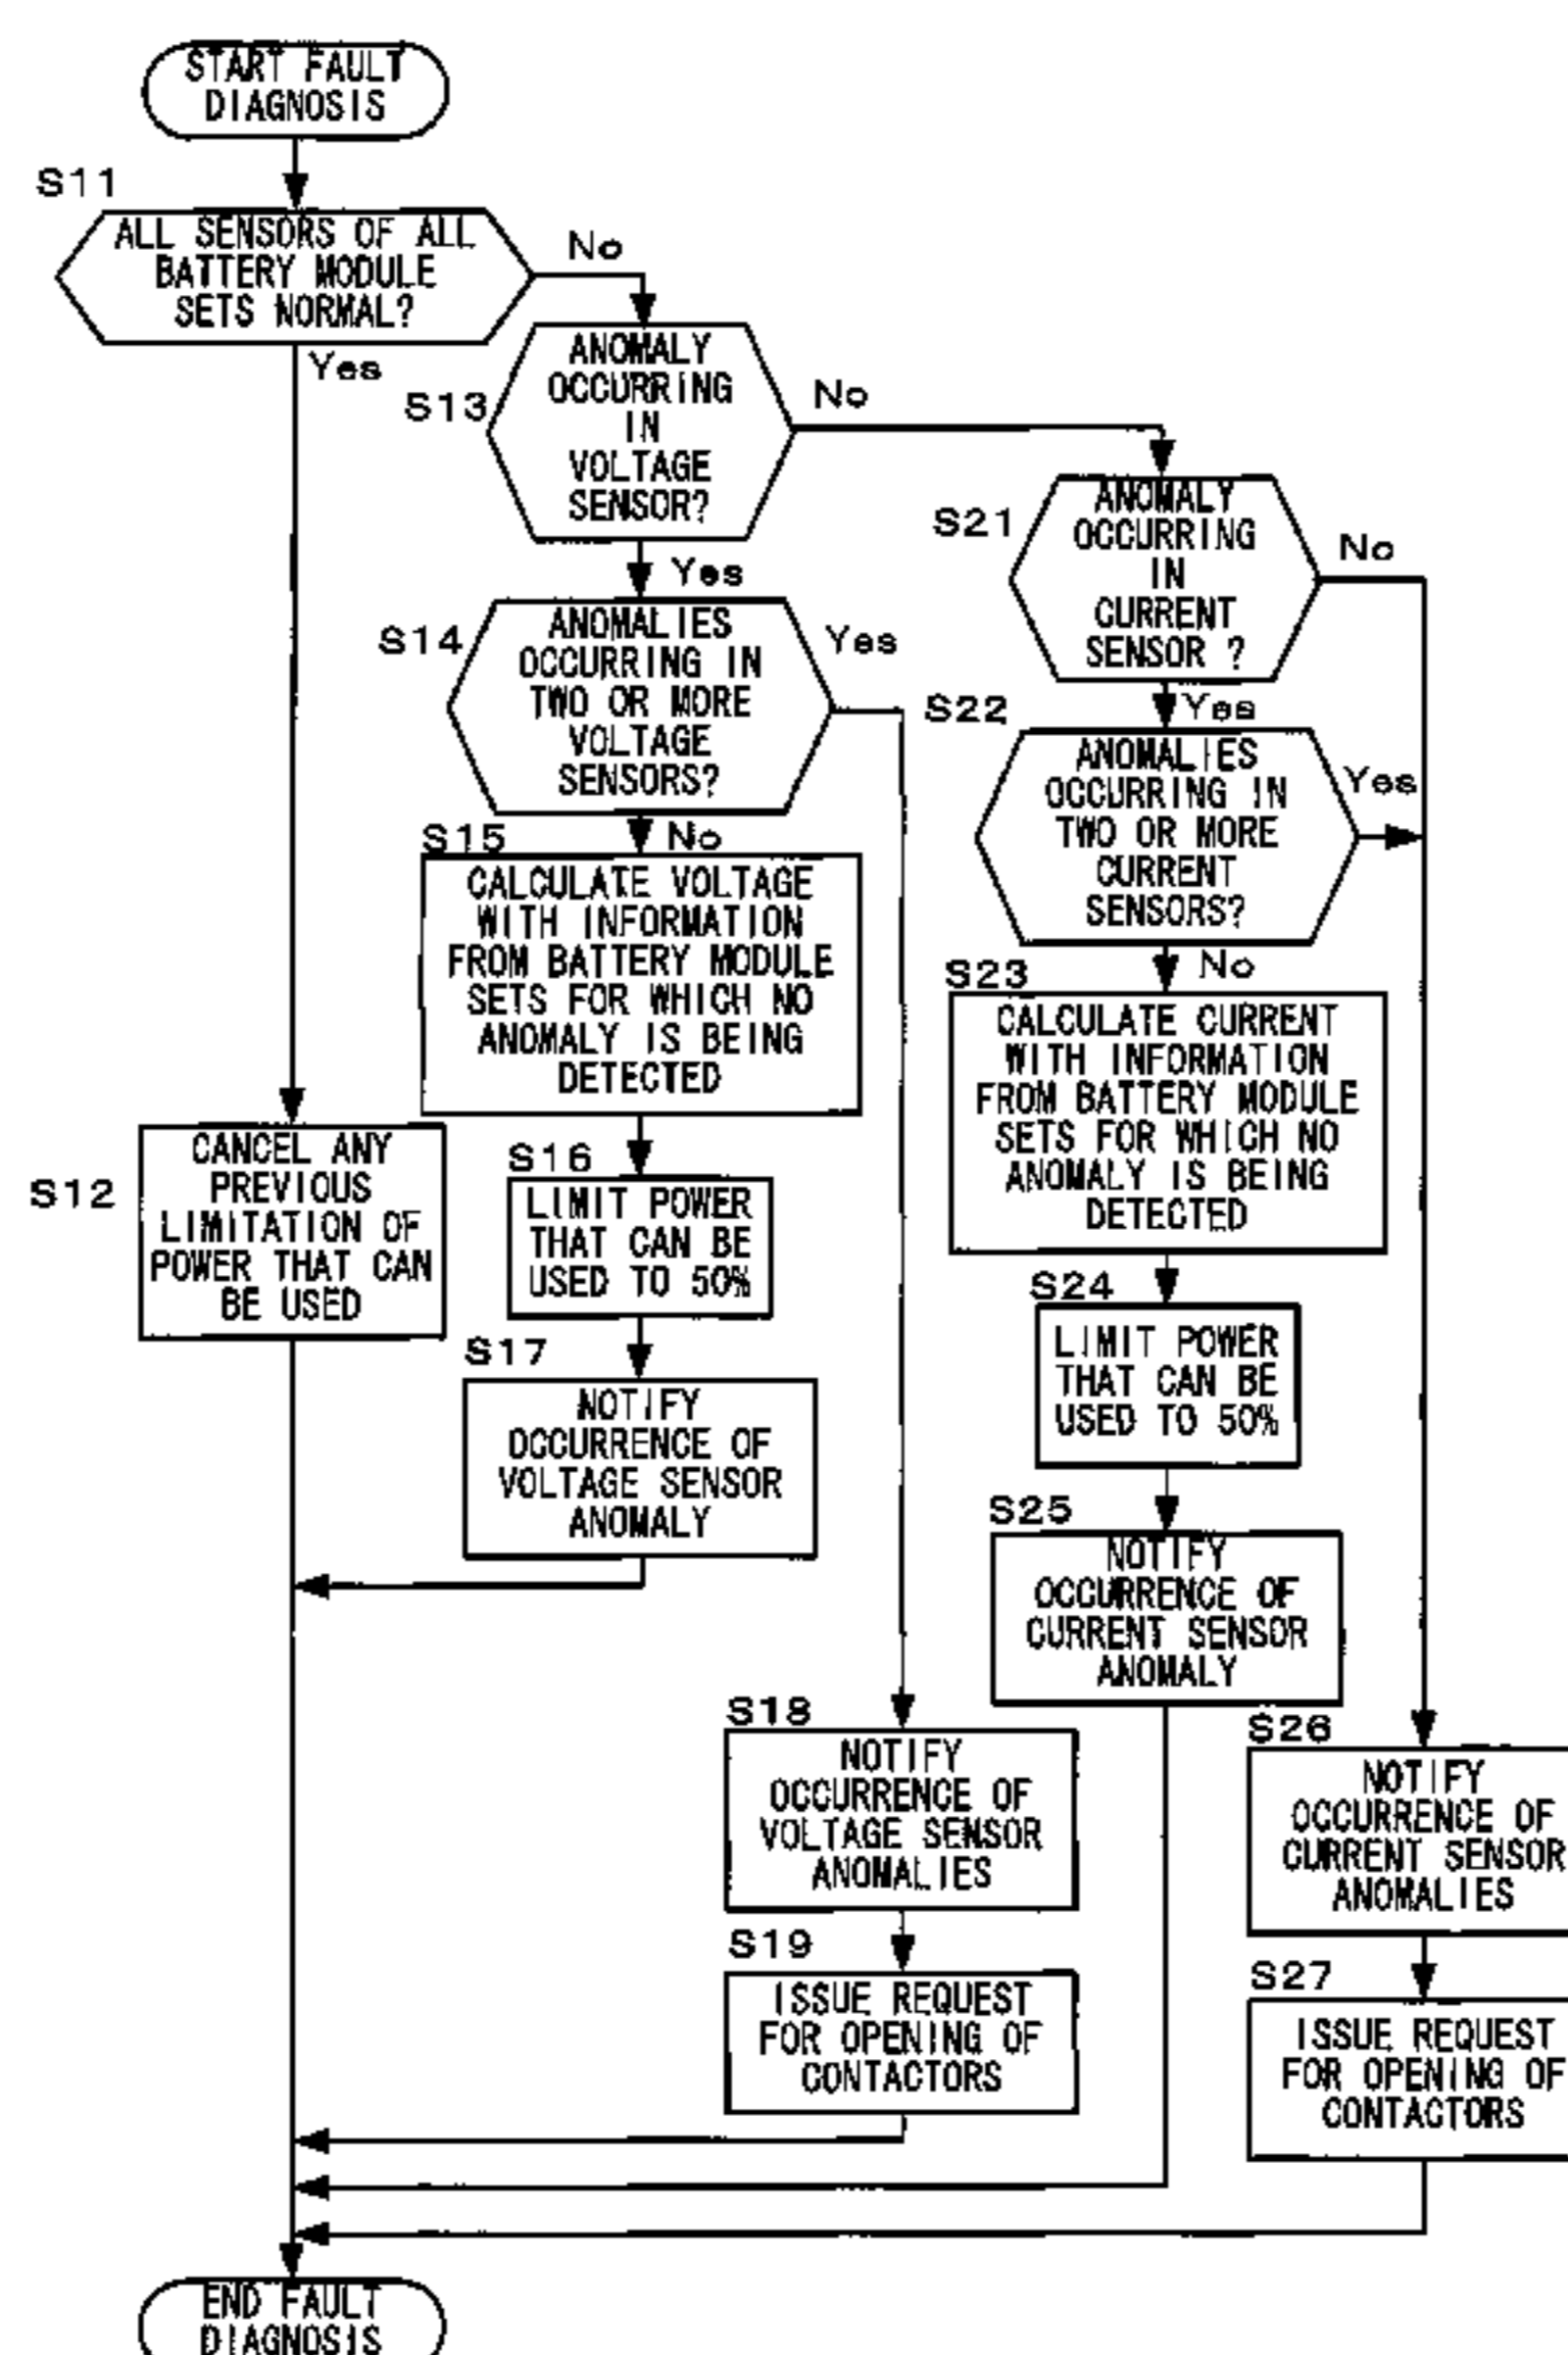 START FAULT
DIAGNOSIS
S11
ALL SENSORS OF ALL
BATTERY MODULE
SETS NORMAL?
No
Yes
S13
ANOMALY
OCCURRING
IN
VOLTAGE
SENSOR?
No
Yes
S21
ANOMALY
OCCURRING
IN
CURRENT
SENSOR ?
No
Yes
S14
ANOMALIES
OCCURRING IN
TWO OR MORE
VOLTAGE
SENSORS?
Yes
No
S22
ANOMALIES
OCCURRING IN
TWO OR MORE
CURRENT
SENSORS?
Yes
No
S15
CALCULATE VOLTAGE
WITH INFORMATION
FROM BATTERY MODULE
SETS FOR WHICH NO
ANOMALY IS BEING
DETECTED
S23
CALCULATE CURRENT
WITH INFORMATION
FROM BATTERY MODULE
SETS FOR WHICH NO
ANOMALY IS BEING
DETECTED
S12
CANCEL ANY
PREVIOUS
LIMITATION OF
POWER THAT CAN
BE USED
S16
LIMIT POWER
THAT CAN BE
USED TO 50%
S24
LIMIT POWER
THAT CAN BE
USED TO 50%
S17
NOTIFY
OCCURRENCE OF
VOLTAGE SENSOR
ANOMALY
S25
NOTIFY
OCCURRENCE OF
CURRENT SENSOR
ANOMALY
S18
NOTIFY
OCCURRENCE OF
VOLTAGE SENSOR
ANOMALIES
S26
NOTIFY
OCCURRENCE OF
CURRENT SENSOR
ANOMALIES
S19
ISSUE REQUEST
FOR OPENING OF
CONTACTORS
S27
ISSUE REQUEST
FOR OPENING OF
CONTACTORS
END FAULT
DIAGNOSIS